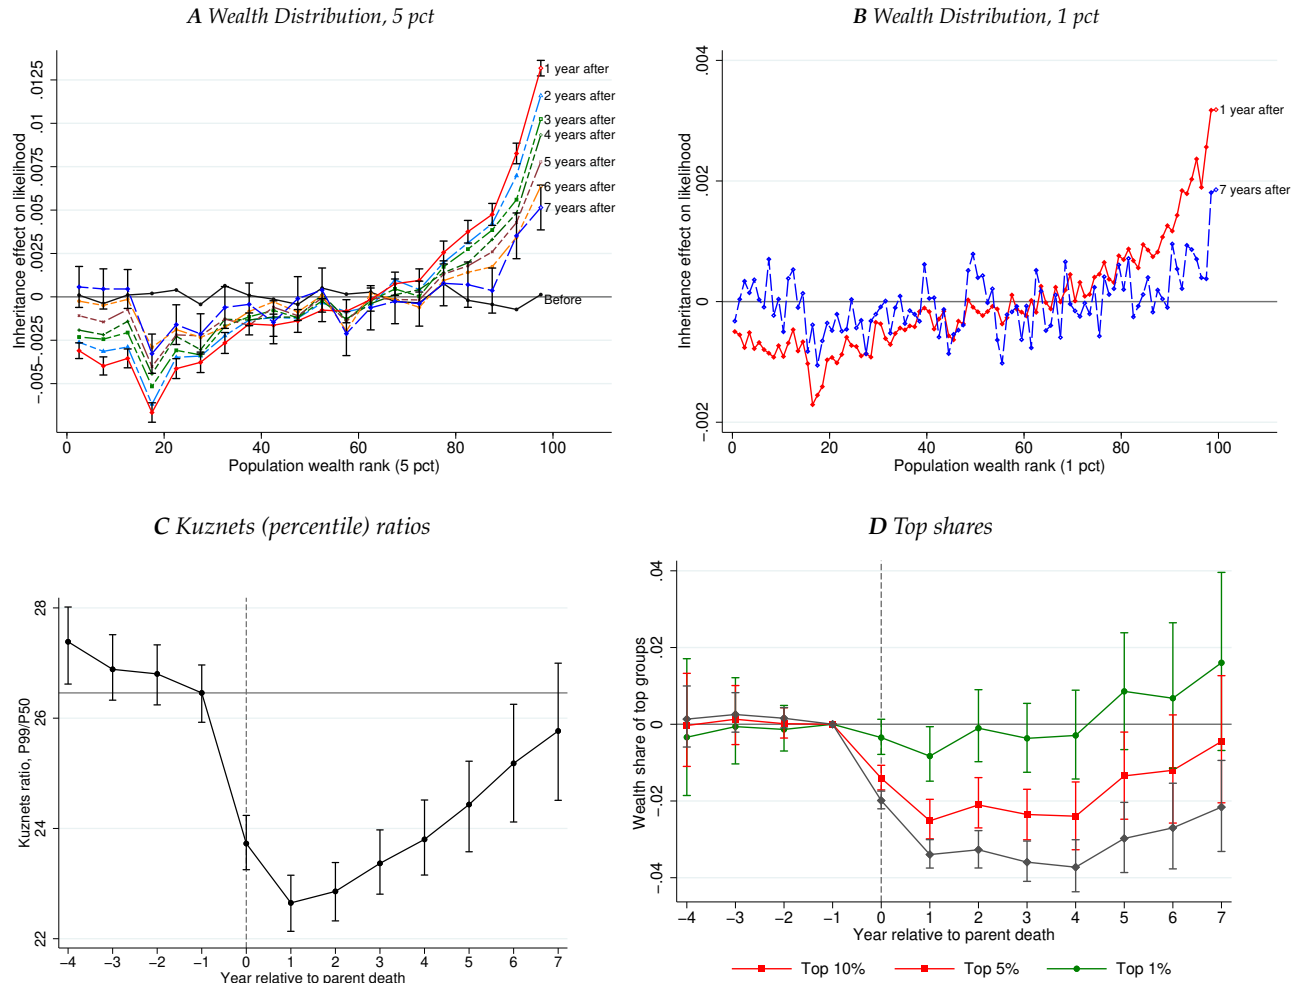 A Wealth Distribution, 5 pct
Inheritance effect on likelihood
.0125
.01
.0075
.005
.0025
0
−.0025
−.005
1 year after
2 years after
3 years after
4 years after
5 years after
6 years after
7 years after
Before
0 20 40 60 80 100
Population wealth rank (5 pct)
B Wealth Distribution, 1 pct
Inheritance effect on likelihood
.004
.002
0
−.002
1 year after
7 years after
0 20 40 60 80 100
Population wealth rank (1 pct)
C Kuznets (percentile) ratios
Kuznets ratio, P99/P50
28
26
24
22
−4 −3 −2 −1 0 1 2 3 4 5 6 7
Year relative to parent death
D Top shares
Wealth share of top groups
.04
.02
0
−.02
−.04
−4 −3 −2 −1 0 1 2 3 4 5 6 7
Year relative to parent death
Top 10% Top 5% Top 1%